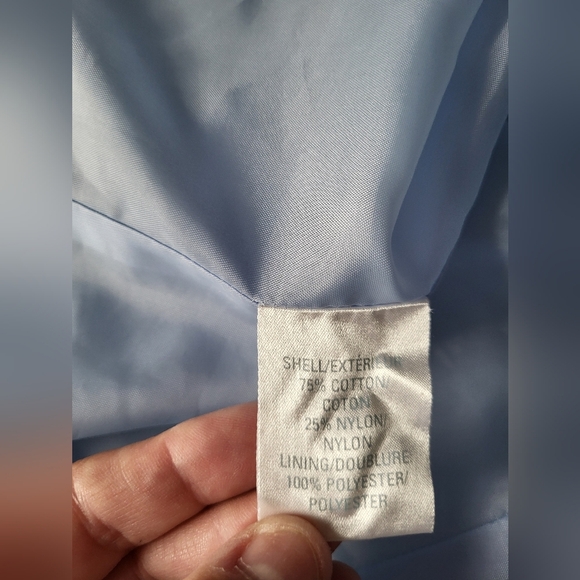 SHELL/EXTÉRIEUR
75% COTTON/
COTON
25% NYLON/
NYLON
LINING/DOUBLURE:
100% POLYESTER/
POLYESTER